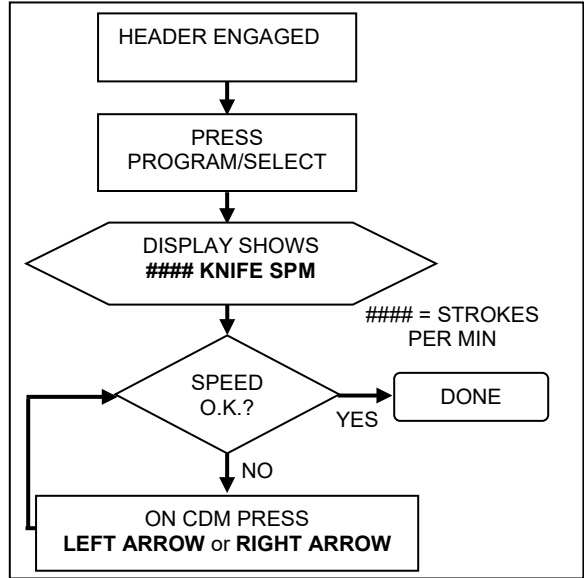 HEADER ENGAGED
PRESS
PROGRAM/SELECT
DISPLAY SHOWS
#### KNIFE SPM
#### = STROKES
PER MIN
SPEED
O.K.?
YES
DONE
NO
ON CDM PRESS
LEFT ARROW or RIGHT ARROW